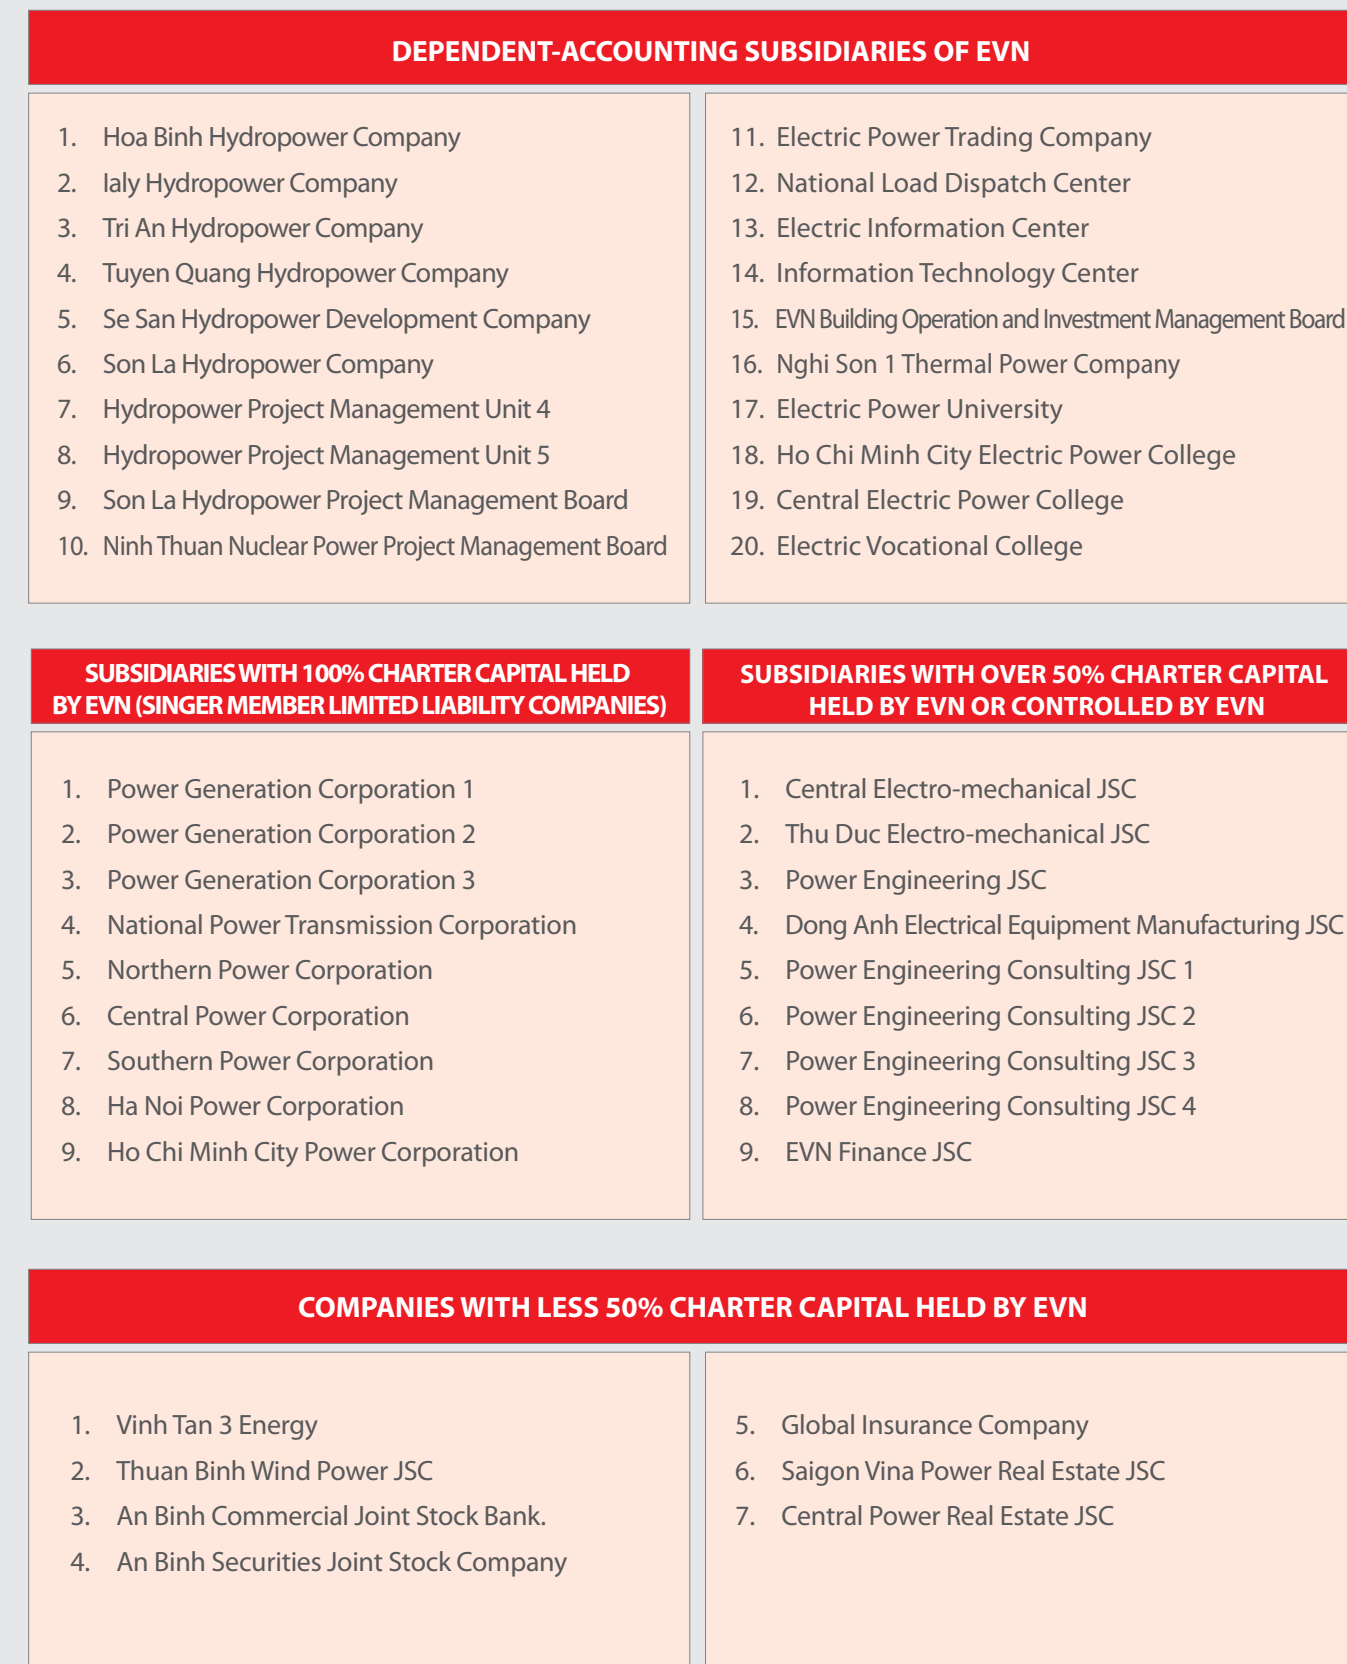 DEPENDENT-ACCOUNTING SUBSIDIARIES OF EVN
1. Hoa Binh Hydropower Company
2. Ialy Hydropower Company
3. Tri An Hydropower Company
4. Tuyen Quang Hydropower Company
5. Se San Hydropower Development Company
6. Son La Hydropower Company
7. Hydropower Project Management Unit 4
8. Hydropower Project Management Unit 5
9. Son La Hydropower Project Management Board
10. Ninh Thuan Nuclear Power Project Management Board
11. Electric Power Trading Company
12. National Load Dispatch Center
13. Electric Information Center
14. Information Technology Center
15. EVN Building Operation and Investment Management Board
16. Nghi Son 1 Thermal Power Company
17. Electric Power University
18. Ho Chi Minh City Electric Power College
19. Central Electric Power College
20. Electric Vocational College
SUBSIDIARIES WITH 100% CHARTER CAPITAL HELD
BY EVN (SINGER MEMBER LIMITED LIABILITY COMPANIES)
1. Power Generation Corporation 1
2. Power Generation Corporation 2
3. Power Generation Corporation 3
4. National Power Transmission Corporation
5. Northern Power Corporation
6. Central Power Corporation
7. Southern Power Corporation
8. Ha Noi Power Corporation
9. Ho Chi Minh City Power Corporation
SUBSIDIARIES WITH OVER 50% CHARTER CAPITAL
HELD BY EVN OR CONTROLLED BY EVN
1. Central Electro-mechanical JSC
2. Thu Duc Electro-mechanical JSC
3. Power Engineering JSC
4. Dong Anh Electrical Equipment Manufacturing JSC
5. Power Engineering Consulting JSC 1
6. Power Engineering Consulting JSC 2
7. Power Engineering Consulting JSC 3
8. Power Engineering Consulting JSC 4
9. EVN Finance JSC
COMPANIES WITH LESS 50% CHARTER CAPITAL HELD BY EVN
1. Vinh Tan 3 Energy
2. Thuan Binh Wind Power JSC
3. An Binh Commercial Joint Stock Bank.
4. An Binh Securities Joint Stock Company
5. Global Insurance Company
6. Saigon Vina Power Real Estate JSC
7. Central Power Real Estate JSC